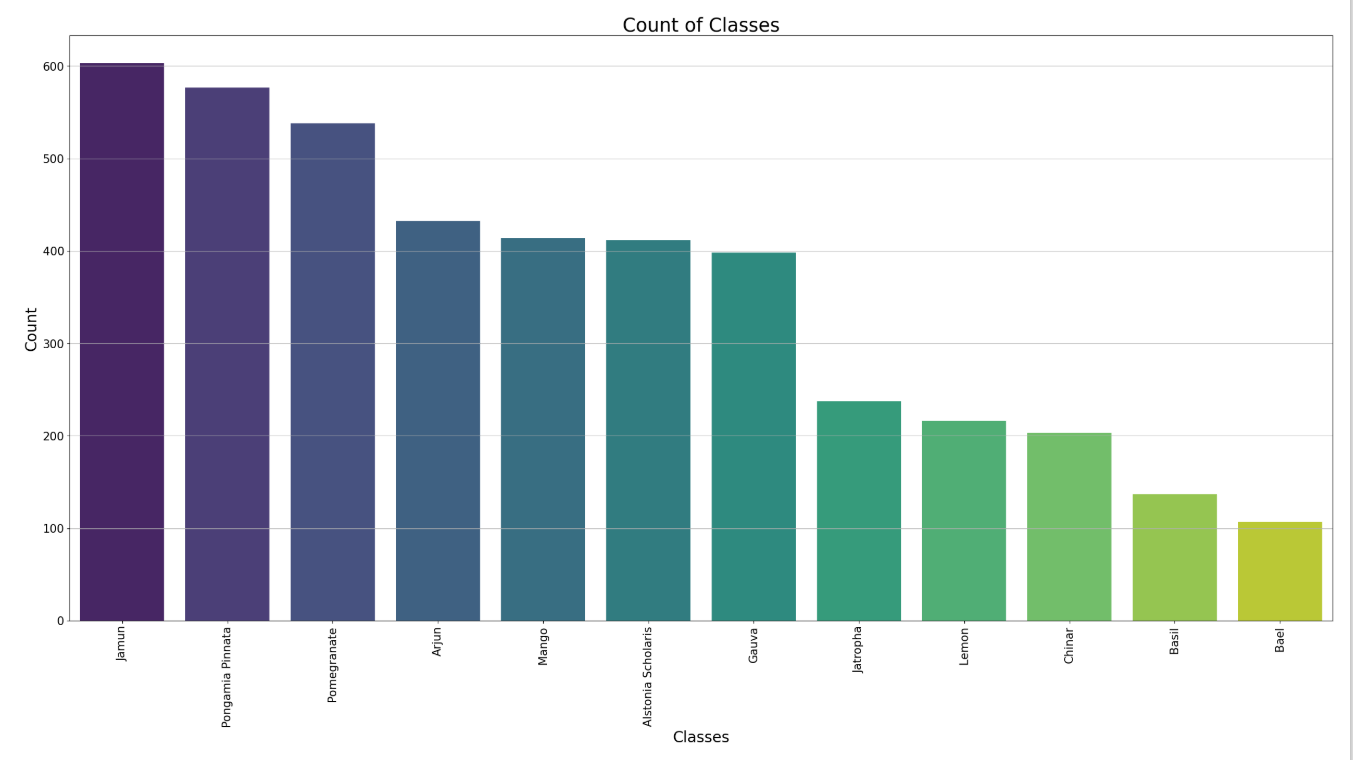 Count of Classes
600
500
400
300
200
100
0
Count
Jamun
Pongamia Pinnata
Pomegranate
Arjun
Mango
Alstonia Scholaris
Gauva
Jatropha
Lemon
Chinar
Basil
Bael
Classes